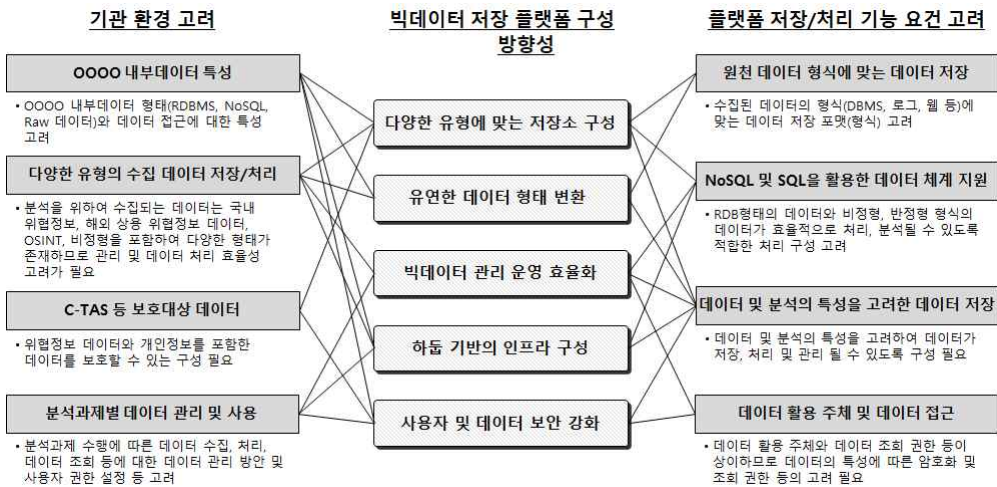 기관 환경 고려
OOOO 내부데이터 특성
• OOOO 내부데이터 형태(RDBMS, NoSQL,
Raw 데이터)와 데이터 접근에 대한 특성
고려
다양한 유형의 수집 데이터 저장/처리
• 분석을 위하여 수집되는 데이터는 국내
위협정보, 해외 상용 위협정보 데이터,
OSINT, 비정형을 포함하여 다양한 형태가
존재하므로 관리 및 데이터 처리 효율성
고려가 필요
C-TAS 등 보호대상 데이터
• 위협정보 데이터와 개인정보를 포함한
데이터를 보호할 수 있는 구성 필요
분석과제별 데이터 관리 및 사용
• 분석과제 수행에 따른 데이터 수집, 처리,
데이터 조회 등에 대한 데이터 관리 방안 및
사용자 권한 설정 등 고려
빅데이터 저장 플랫폼 구성
방향성
다양한 유형에 맞는 저장소 구성
유연한 데이터 형태 변환
빅데이터 관리 운영 효율화
하둡 기반의 인프라 구성
사용자 및 데이터 보안 강화
플랫폼 저장/처리 기능 요건 고려
원천 데이터 형식에 맞는 데이터 저장
• 수집된 데이터의 형식(DBMS, 로그, 웹 등)에
맞는 데이터 저장 포맷(형식) 고려
NoSQL 및 SQL을 활용한 데이터 체계 지원
• RDB형태의 데이터와 비정형, 반정형 형식의
데이터가 효율적으로 처리, 분석될 수 있도록
적합한 처리 구성 고려
데이터 및 분석의 특성을 고려한 데이터 저장
• 데이터 및 분석의 특성을 고려하여 데이터가
저장, 처리 및 관리 될 수 있도록 구성 필요
데이터 활용 주체 및 데이터 접근
• 데이터 활용 주체와 데이터 조회 권한 등이
상이하므로 데이터의 특성에 따른 암호화 및
조회 권한 등의 고려 필요